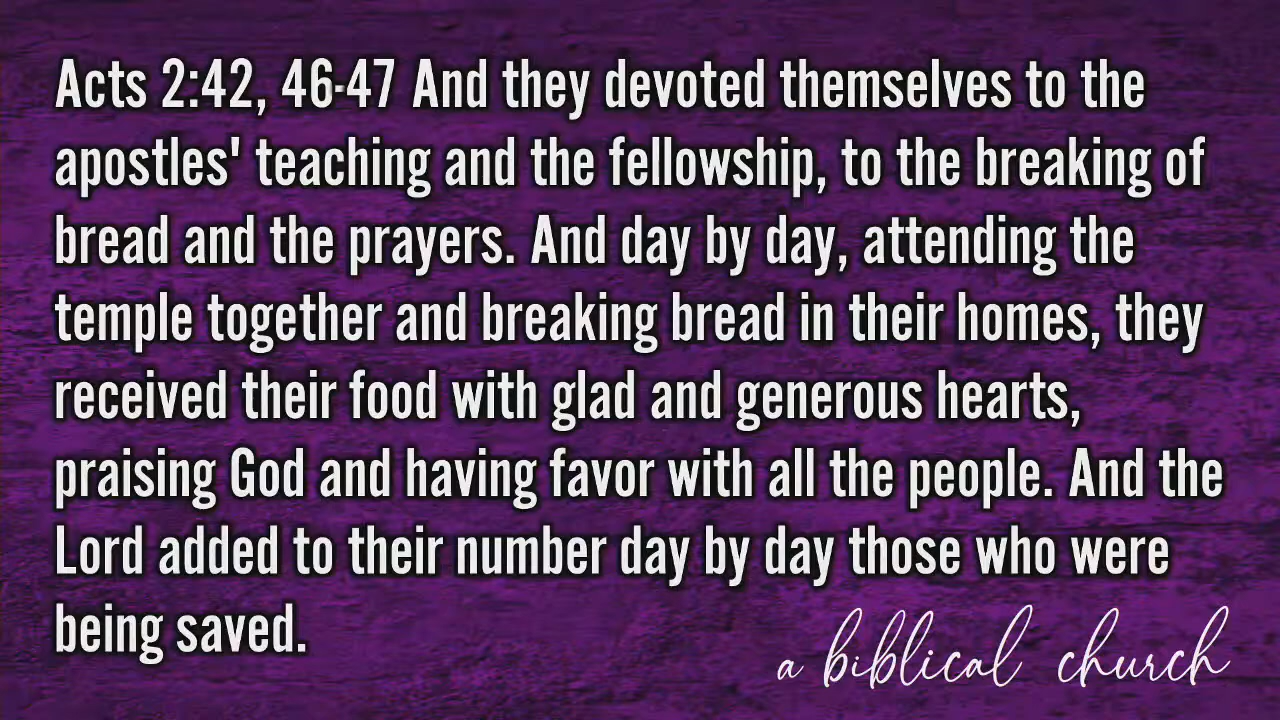 Acts 2:42, 46-47 And they devoted themselves to the
apostles' teaching and the fellowship, to the breaking of
bread and the prayers. And day by day, attending the
temple together and breaking bread in their homes, they
received their food with glad and generous hearts,
praising God and having favor with all the people. And the
Lord added to their number day by day those who were
being saved.
a biblical church